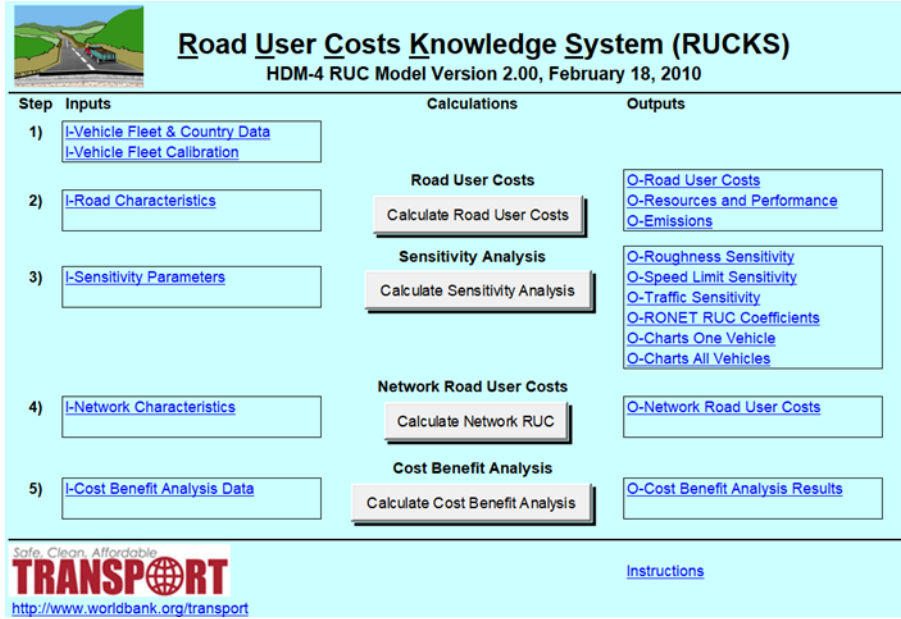 Road User Costs Knowledge System (RUCKS)
HDM-4 RUC Model Version 2.00, February 18, 2010
Step Inputs Calculations Outputs
1) I-Vehicle Fleet & Country Data
I-Vehicle Fleet Calibration
Road User Costs
2) I-Road Characteristics
Calculate Road User Costs
O-Road User Costs
O-Resources and Performance
O-Emissions
Sensitivity Analysis
3) I-Sensitivity Parameters
Calculate Sensitivity Analysis
O-Roughness Sensitivity
O-Speed Limit Sensitivity
O-Traffic Sensitivity
O-RONET RUC Coefficients
O-Charts One Vehicle
O-Charts All Vehicles
Network Road User Costs
4) I-Network Characteristics
Calculate Network RUC
O-Network Road User Costs
Cost Benefit Analysis
5) I-Cost Benefit Analysis Data
Calculate Cost Benefit Analysis
O-Cost Benefit Analysis Results
Safe, Clean, Affordable
TRANSPORT
http://www.worldbank.org/transport
Instructions